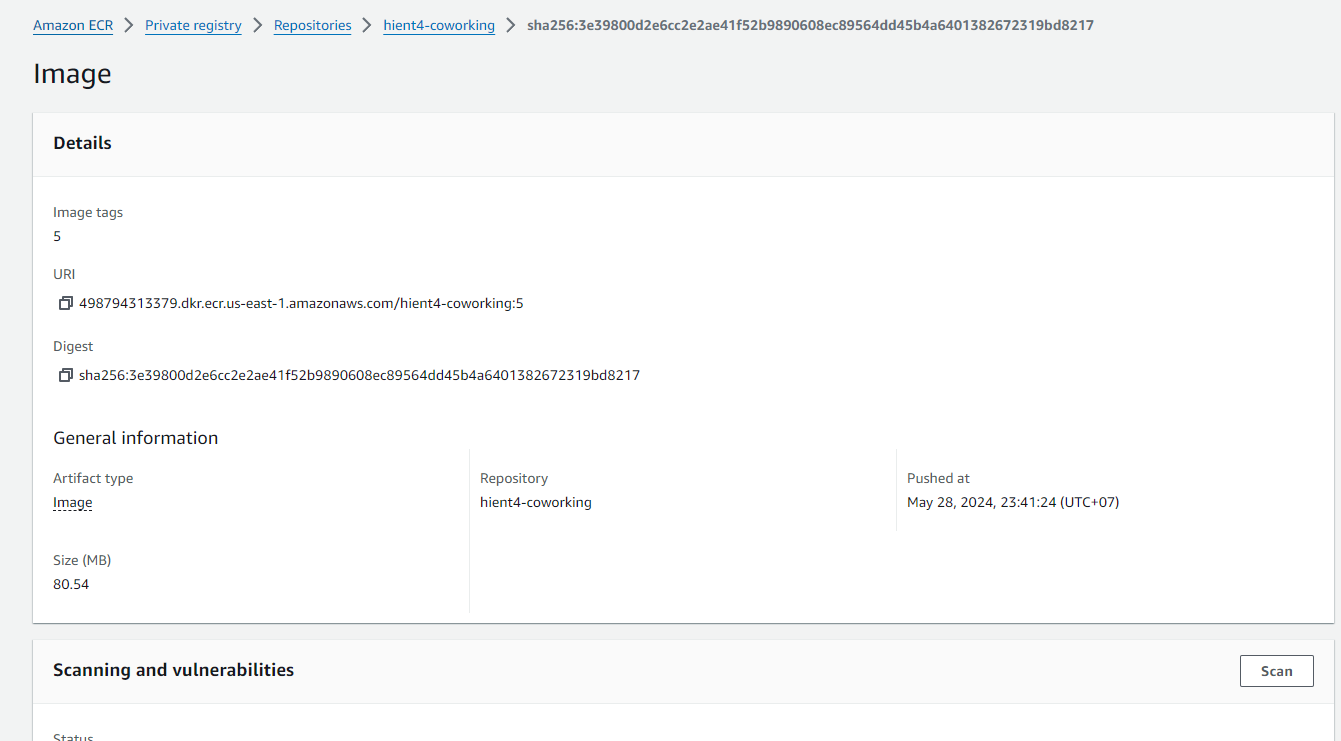 Amazon ECR > Private registry > Repositories > hient4-coworking > sha256:3e39800d2e6cc2e2ae41f52b9890608ec89564dd45b4a6401382672319bd8217
Image
Details
Image tags
5
URI
498794313379.dkr.ecr.us-east-1.amazonaws.com/hient4-coworking:5
Digest
sha256:3e39800d2e6cc2e2ae41f52b9890608ec89564dd45b4a6401382672319bd8217
General information
Artifact type
Image
Repository
hient4-coworking
Pushed at
May 28, 2024, 23:41:24 (UTC+07)
Size (MB)
80.54
Scanning and vulnerabilities
Scan
Status